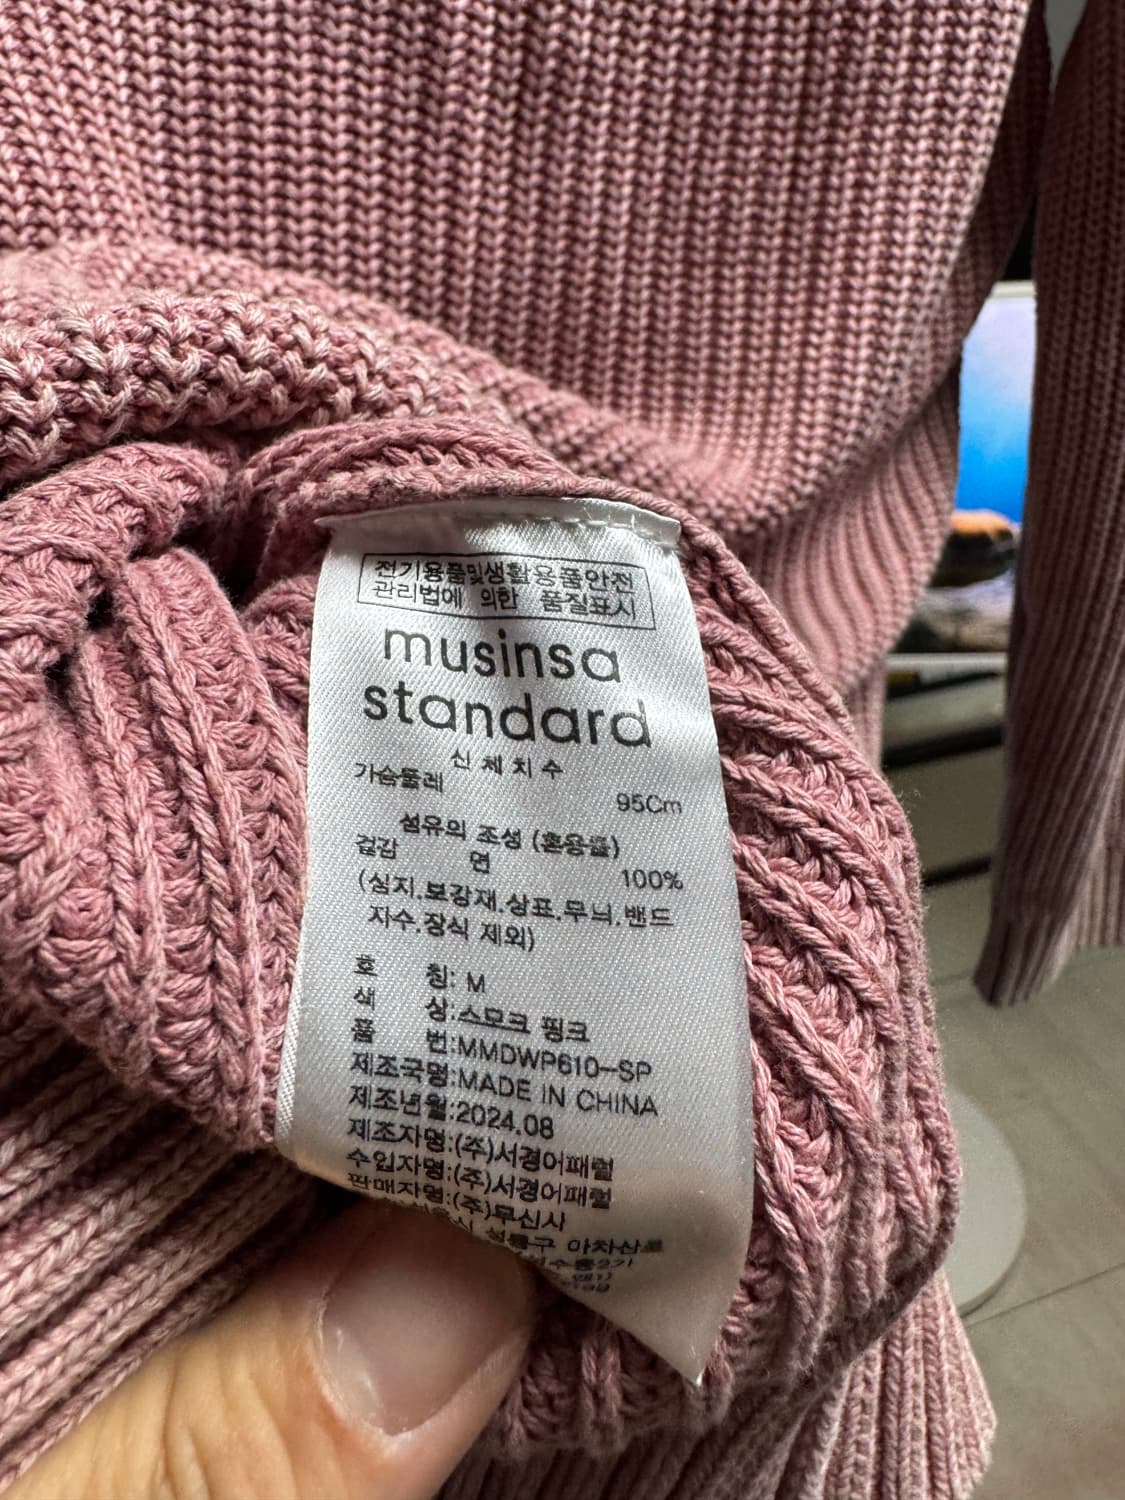 전기용품및생활용품안전
관리법에 의한 품질표시
musinsa
standard
신체치수
가슴둘레 95Cm
섬유의 조성 (혼용률)
겉감 면 100%
(심지.보강재.상표.무늬.밴드
자수.장식 제외)
호 칭: M
색 상:스모크 핑크
품 번:MMDWP610-SP
제조국명:MADE IN CHINA
제조년월:2024.08
제조자명:(주)서경어패럴
수입자명:(주)서경어패럴
판매자명:(주)무신사
성동구 아차산로